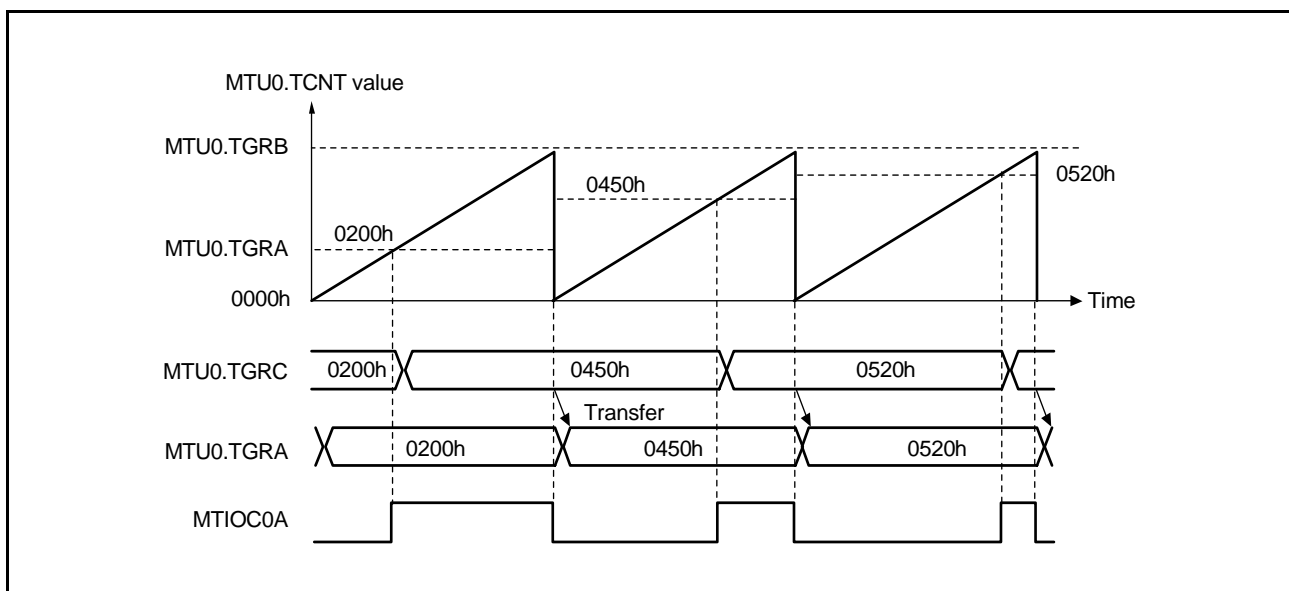 MTU0.TCNT value
MTU0.TGRB
0520h
0450h
MTU0.TGRA
0200h
0000h
Time
MTU0.TGRC
0200h
0450h
0520h
Transfer
MTU0.TGRA
0200h
0450h
0520h
MTIOC0A